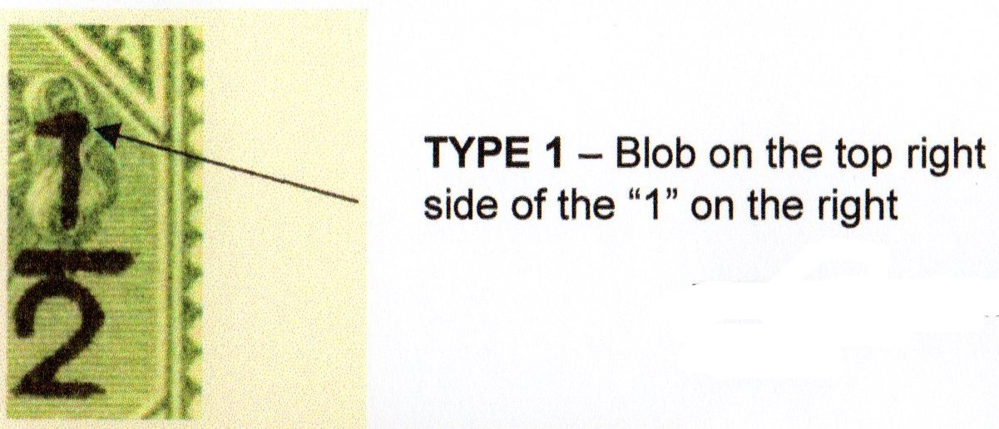 1
2
TYPE 1 – Blob on the top right
side of the “1” on the right